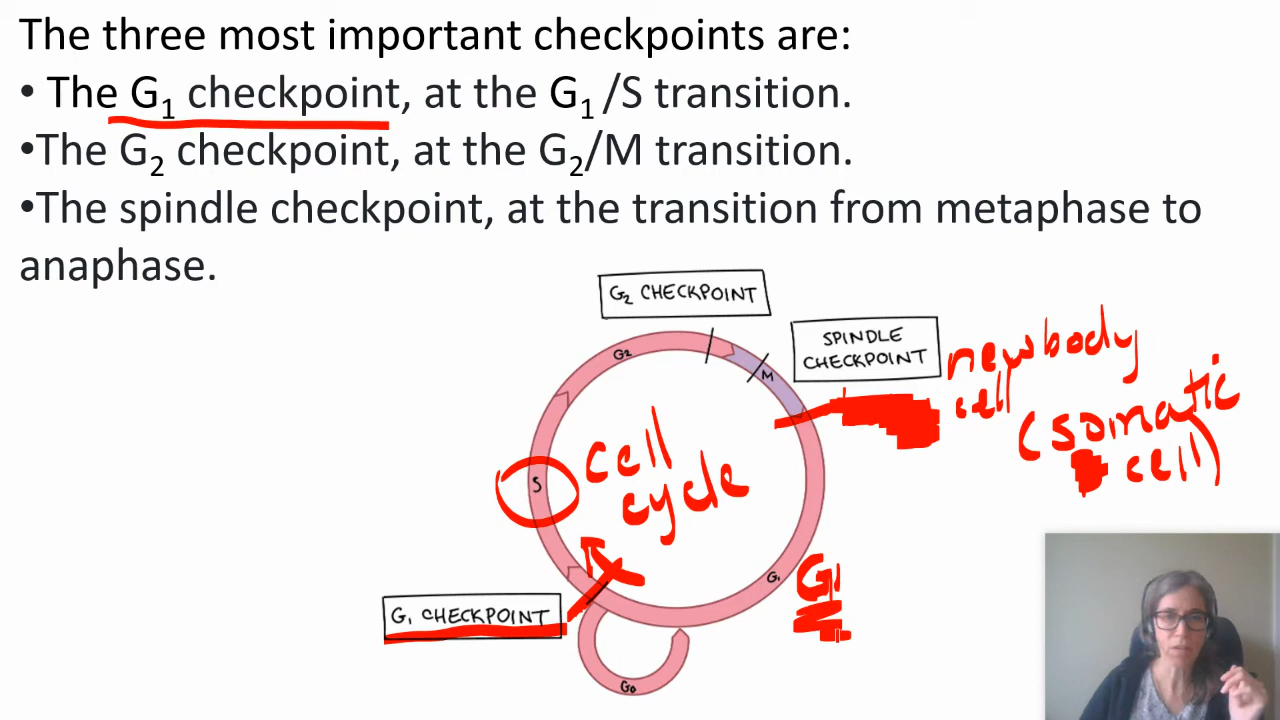 The three most important checkpoints are:
• The G₁ checkpoint, at the G₁ /S transition.
•The G₂ checkpoint, at the G₂/M transition.
•The spindle checkpoint, at the transition from metaphase to
anaphase.
G₂ CHECKPOINT
SPINDLE
CHECKPOINT
newbody
cell
(somatic
cell)
G₂
M
S
cell
cycle
G₁
G₁
G₁ CHECKPOINT
G₀